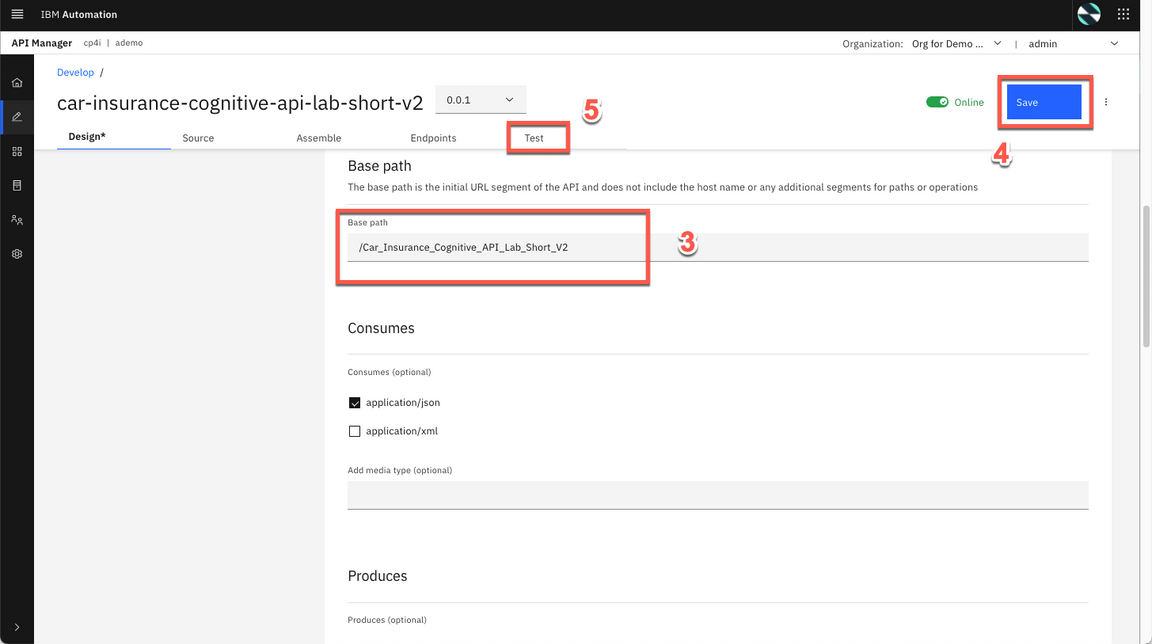 IBM Automation
API Manager cp4i | ademo
Organization: Org for Demo ... | admin
Develop /
car-insurance-cognitive-api-lab-short-v2 0.0.1
5
Online
Save
4
Design* Source Assemble Endpoints Test
Base path
The base path is the initial URL segment of the API and does not include the host name or any additional segments for paths or operations
Base path
/Car_Insurance_Cognitive_API_Lab_Short_V2
3
Consumes
Consumes (optional)
application/json
application/xml
Add media type (optional)
Produces
Produces (optional)